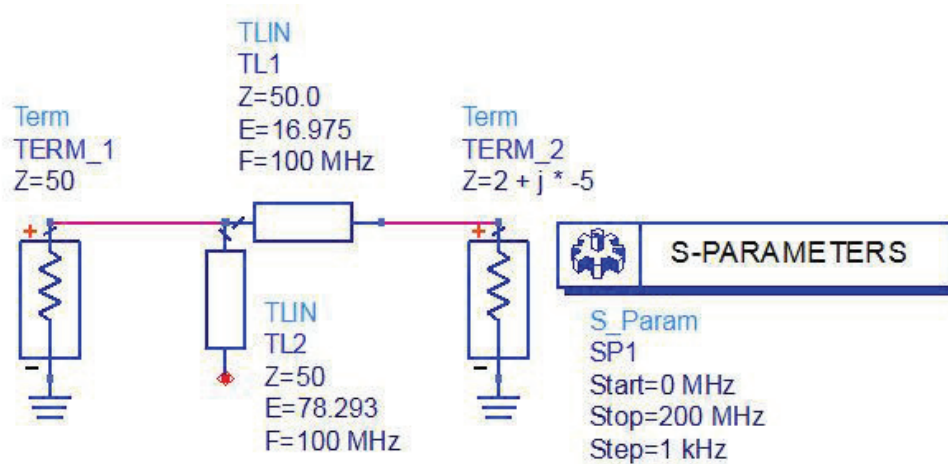 TLIN
TL1
Z=50.0
E=16.975
F=100 MHz
Term
TERM_1
Z=50
Term
TERM_2
Z=2 + j * -5
+
+
-
-
TLIN
TL2
Z=50
E=78.293
F=100 MHz
S-PARAMETERS
S_Param
SP1
Start=0 MHz
Stop=200 MHz
Step=1 kHz